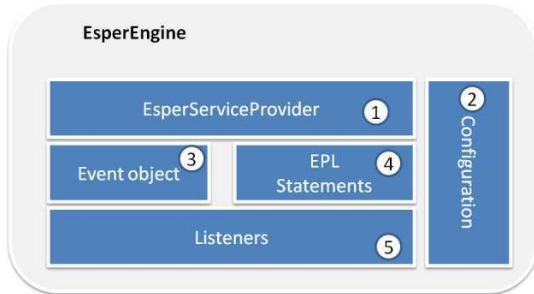 EsperEngine
EsperServiceProvider 1
2
Configuration
Event object 3
EPL
Statements
4
Listeners 5